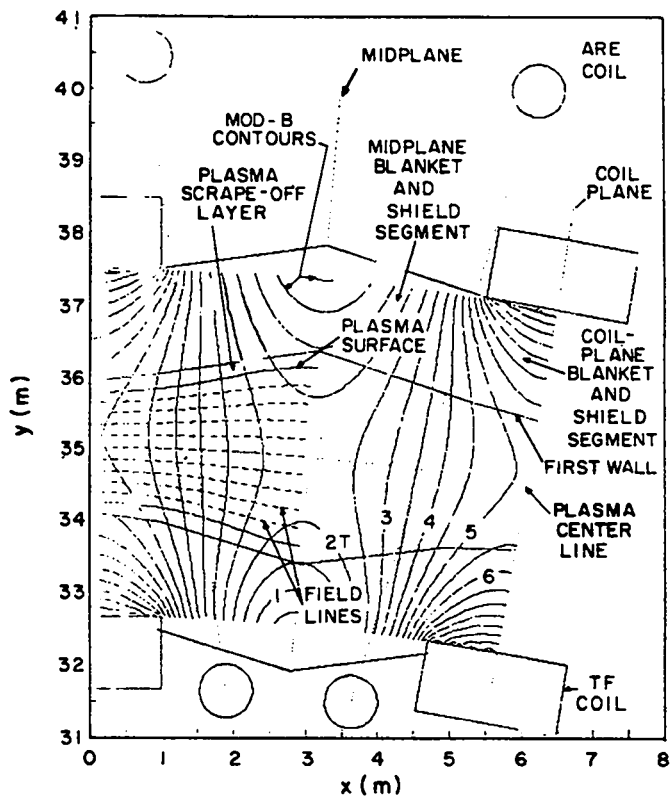 41
40
39
38
37
36
35
34
33
32
31
y (m)
MIDPLANE
ARE
COIL
MOD-B
CONTOURS
MIDPLANE
BLANKET
AND
SHIELD
SEGMENT
PLASMA
SCRAPE-OFF
LAYER
COIL
PLANE
PLASMA
SURFACE
COIL-
PLANE
BLANKET
AND
SHIELD
SEGMENT
FIRST WALL
PLASMA
CENTER
LINE
3
4
5
6
2T
1
FIELD
LINES
TF
COIL
0
1
2
3
4
5
6
7
8
x (m)